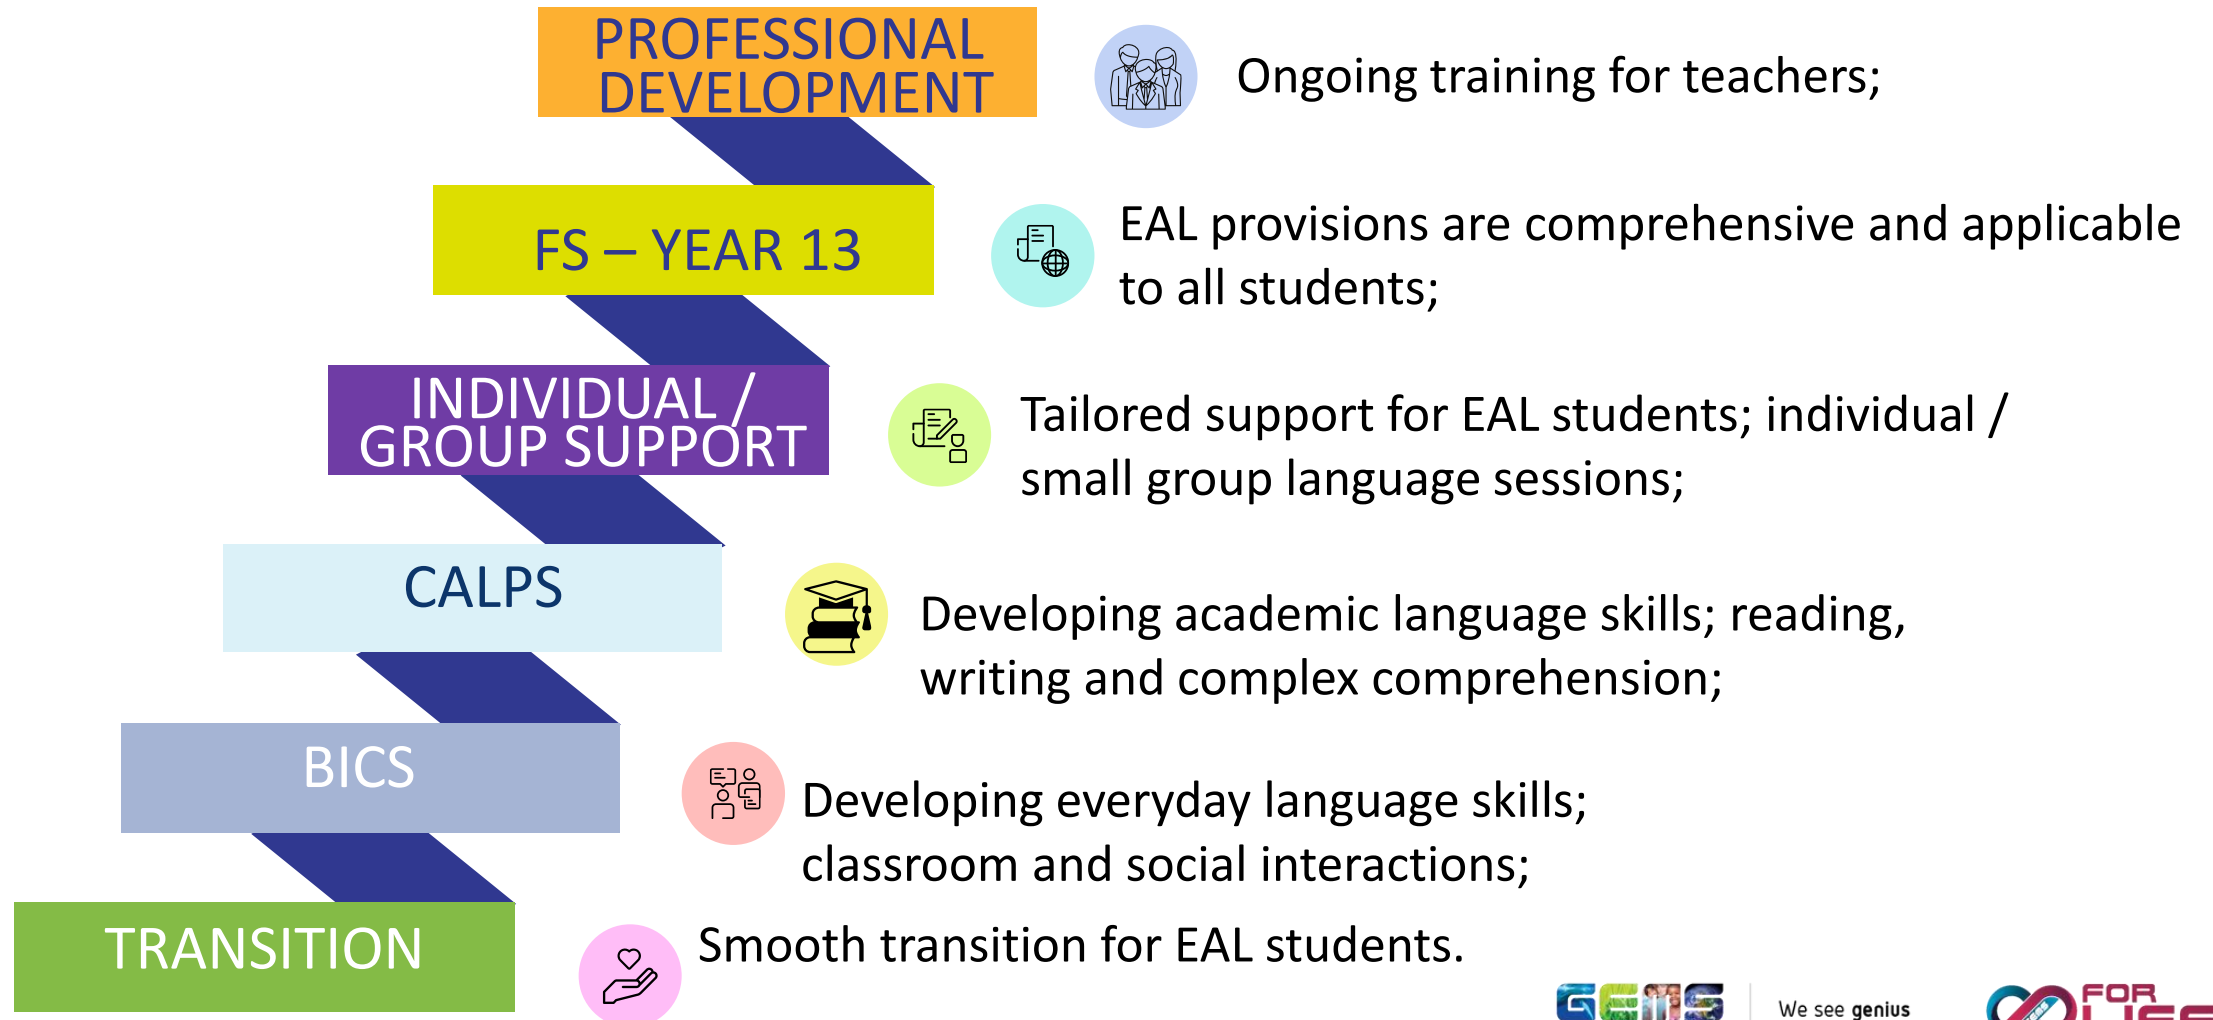 PROFESSIONAL
DEVELOPMENT
Ongoing training for teachers;
FS – YEAR 13
EAL provisions are comprehensive and applicable
to all students;
INDIVIDUAL /
GROUP SUPPORT
Tailored support for EAL students; individual /
small group language sessions;
CALPS
Developing academic language skills; reading,
writing and complex comprehension;
BICS
Developing everyday language skills;
classroom and social interactions;
TRANSITION
Smooth transition for EAL students.
GEMS
We see genius
FOR